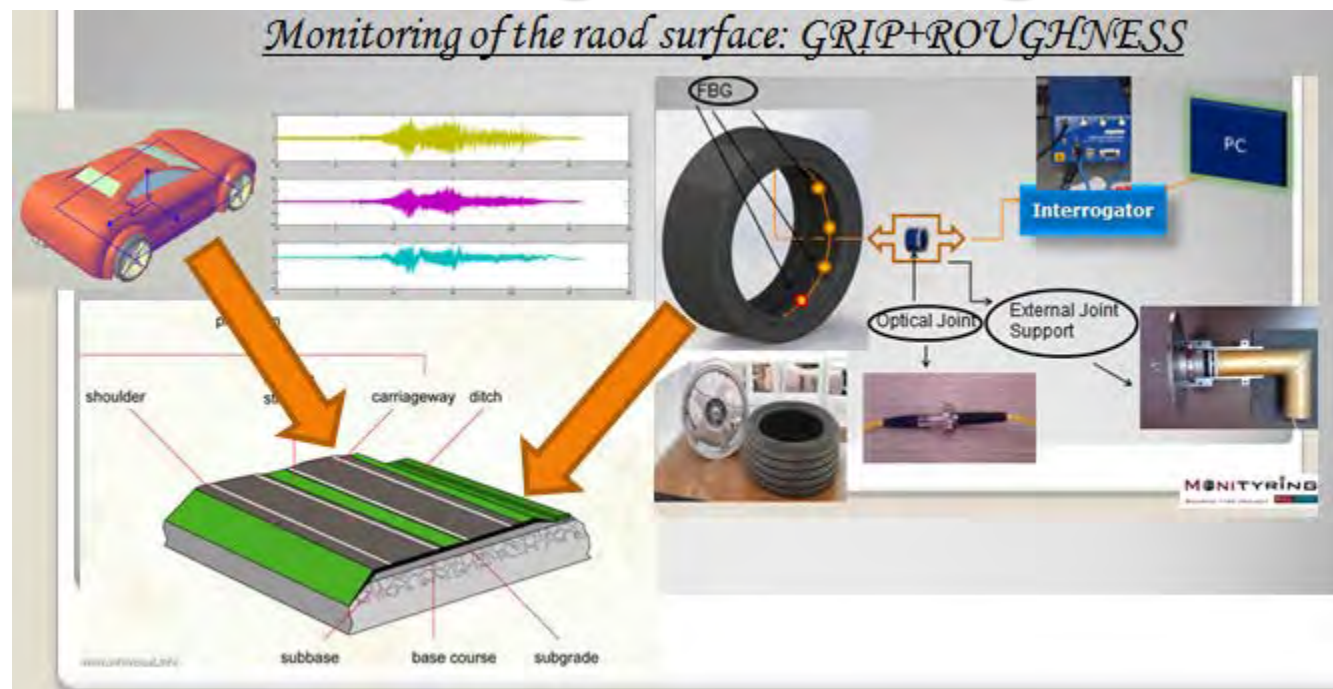 Monitoring of the raod surface: GRIP+ROUGHNESS
FBG
PC
Interrogator
Optical Joint
External Joint
Support
shoulder
carriageway
ditch
subbase
base course
subgrade
MONITYRING